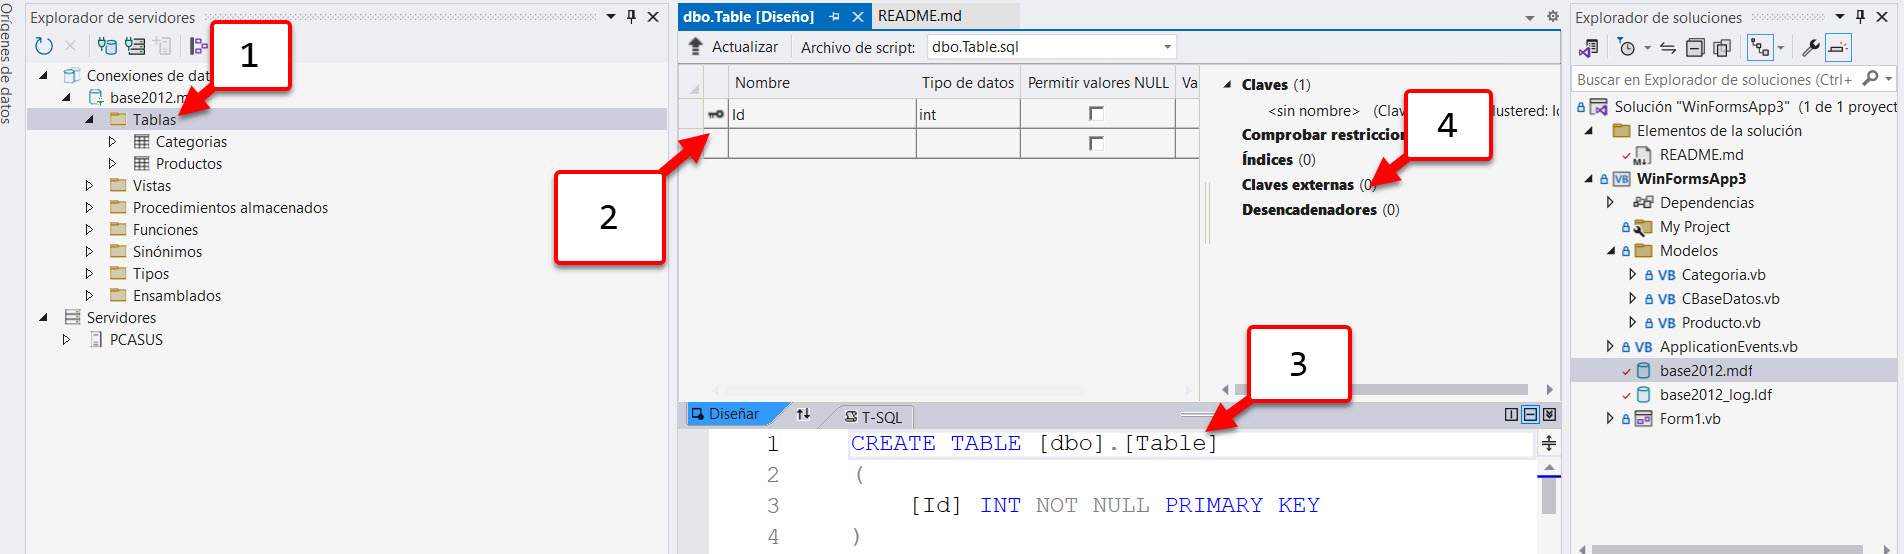 Orígenes de datos
Explorador de servidores
1
Conexiones de dat
base2012.m
Tablas
Categorias
Productos
Vistas
Procedimientos almacenados
Funciones
Sinónimos
Tipos
Ensamblados
Servidores
PCASUS
2
dbo.Table [Diseño]
README.md
Actualizar
Archivo de script:
dbo.Table.sql
Nombre
Tipo de datos
Permitir valores NULL
Va
Id
int
Claves (1)
<sin nombre> (Clav
lustered: Id
Comprobar restriccion
Índices (0)
Claves externas (0)
Desencadenadores (0)
4
3
Diseñar
T-SQL
1 CREATE TABLE [dbo].[Table]
2 (
3 [Id] INT NOT NULL PRIMARY KEY
4 )
Explorador de soluciones
Buscar en Explorador de soluciones (Ctrl+
Solución "WinFormsApp3" (1 de 1 proyect
Elementos de la solución
README.md
WinFormsApp3
Dependencias
My Project
Modelos
VB Categoria.vb
VB CBaseDatos.vb
VB Producto.vb
VB ApplicationEvents.vb
base2012.mdf
base2012_log.ldf
Form1.vb